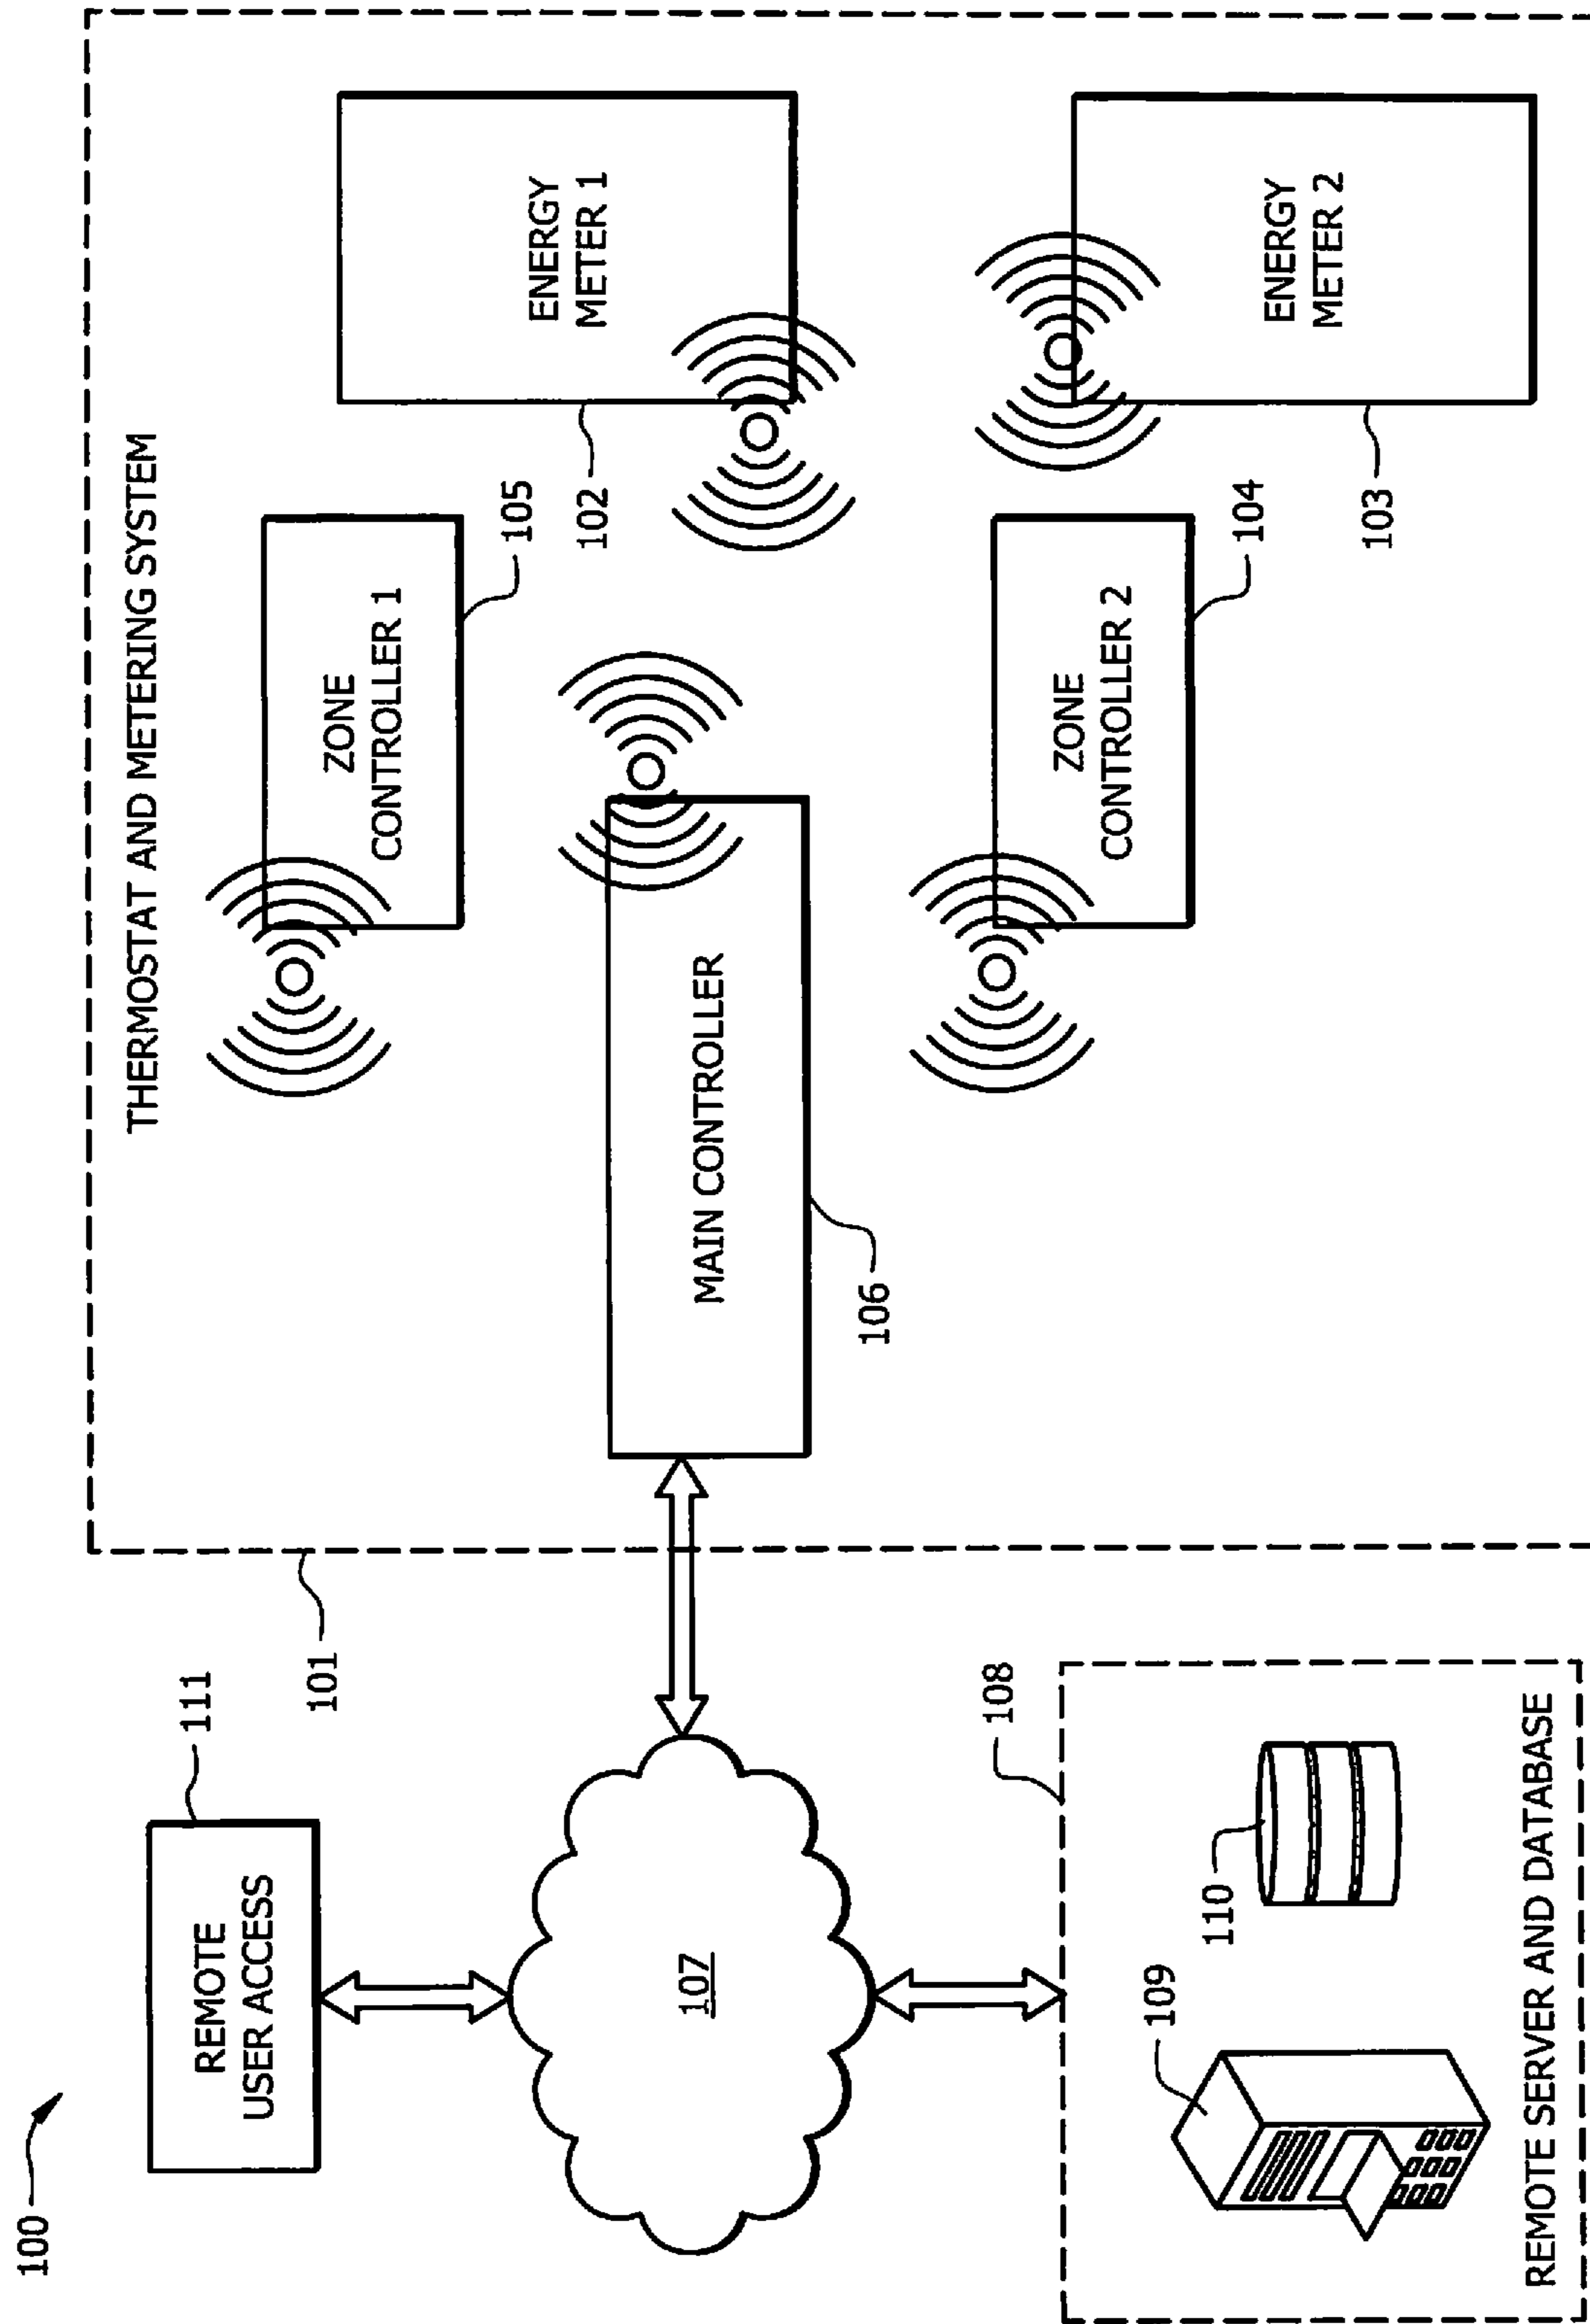 100
REMOTE
USER ACCESS
111
101
THERMOSTAT AND METERING SYSTEM
ZONE
CONTROLLER 1
105
ENERGY
METER 1
102
MAIN CONTROLLER
106
107
108
ZONE
CONTROLLER 2
104
ENERGY
METER 2
103
109
110
REMOTE SERVER AND DATABASE